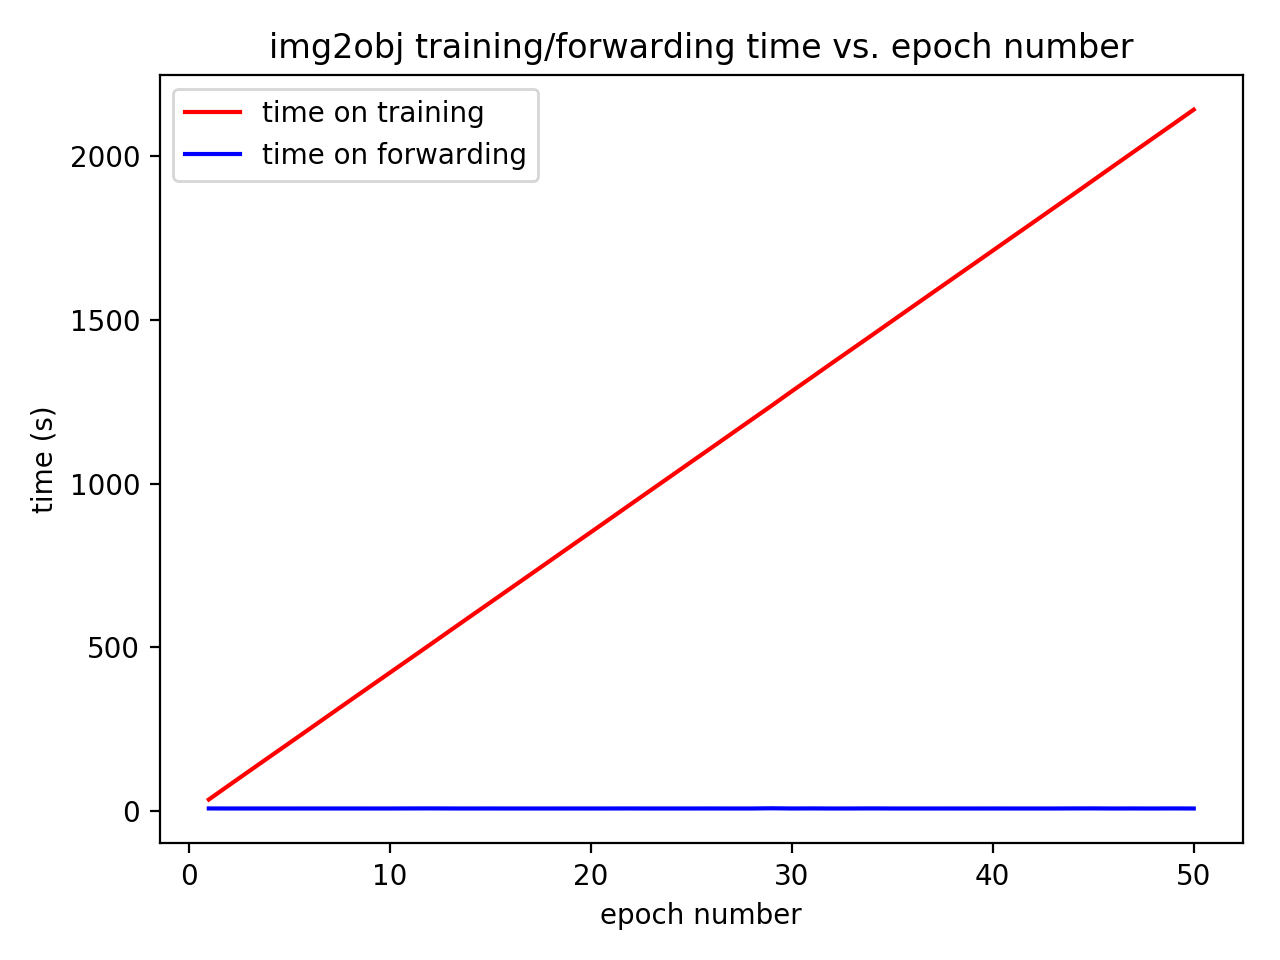 img2obj training/forwarding time vs. epoch number
time on training
time on forwarding
2000
1500
1000
500
0
time (s)
0 10 20 30 40 50
epoch number